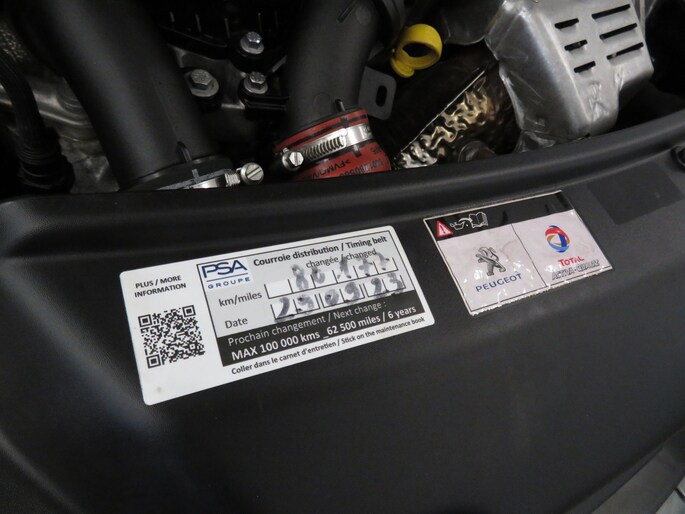 PLUS / MORE
INFORMATION
PSA
GROUPE
Courroie distribution / Timing belt
changée / changed
km/miles
Date
Prochain changement / Next change :
MAX 100 000 kms 62 500 miles / 6 years
Coller dans le carnet d'entretien / Stick on the maintenance book
PEUGEOT
TOTAL